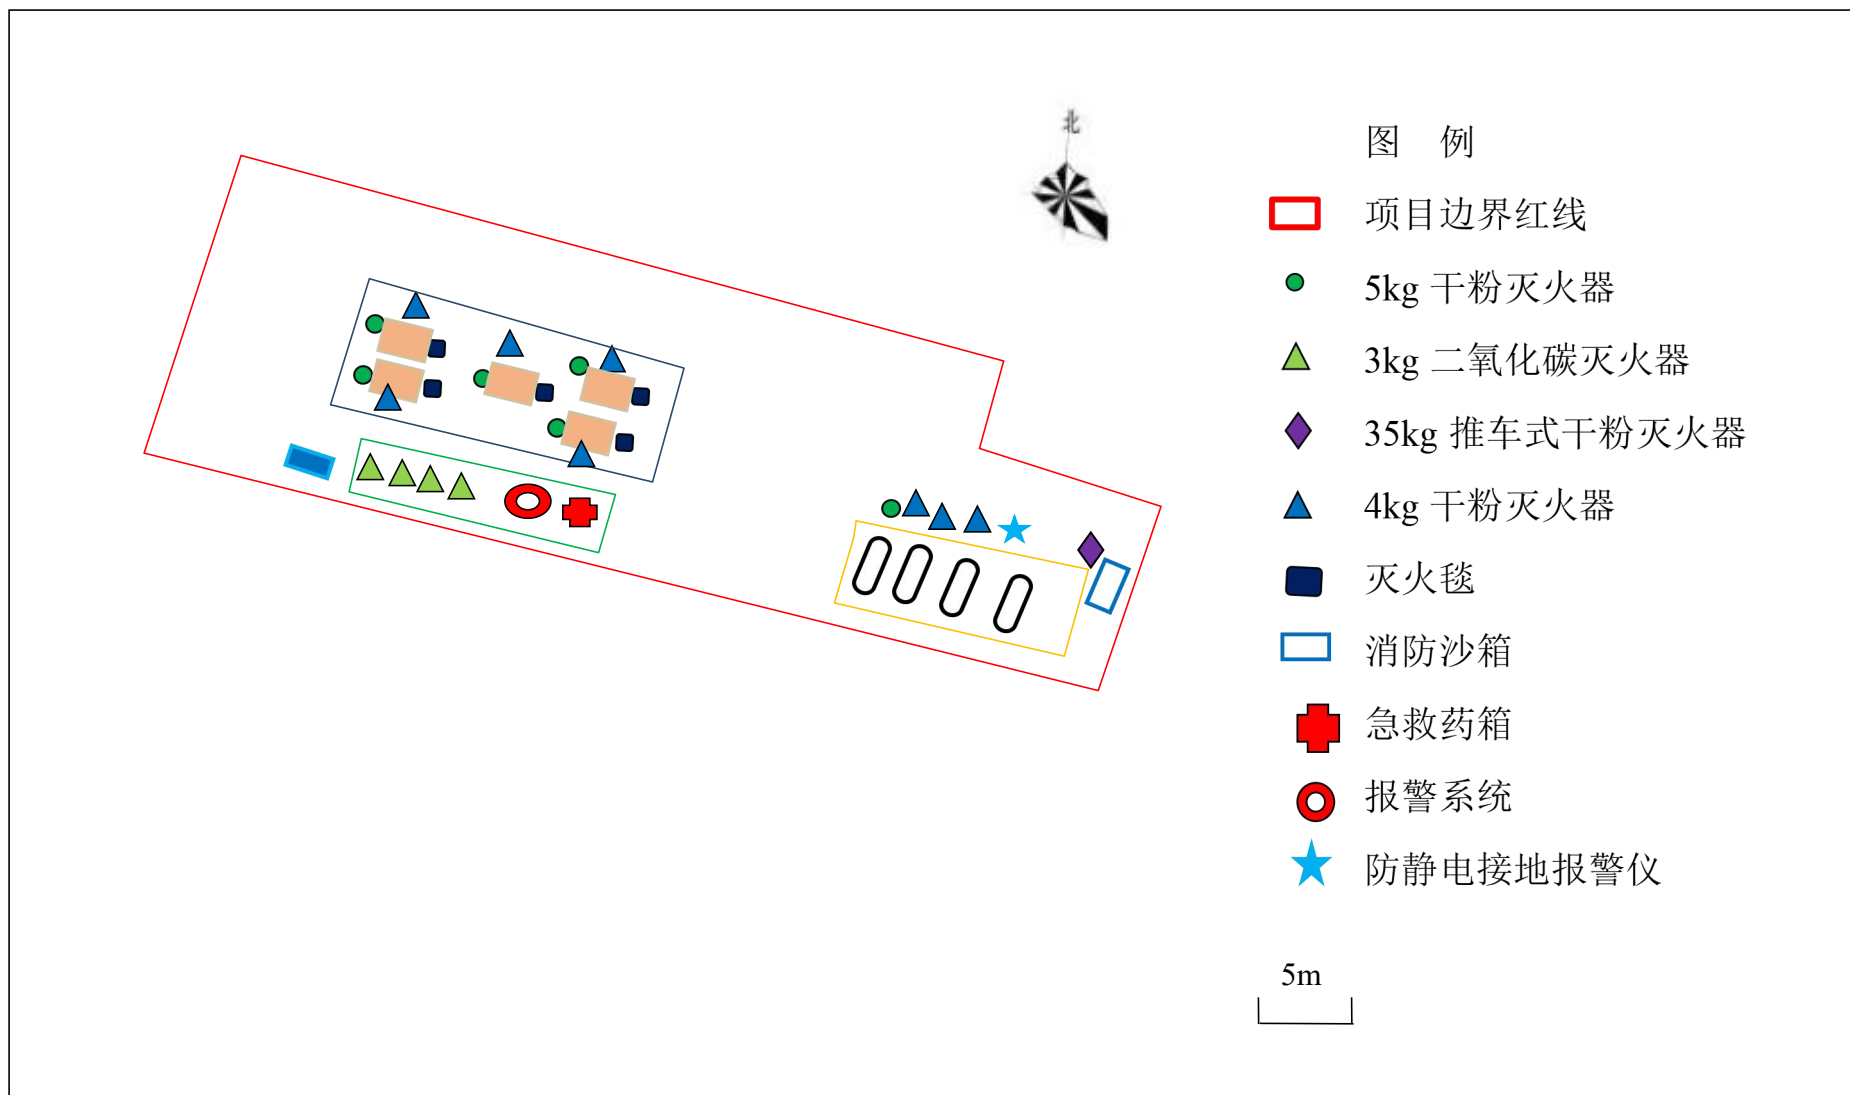 北
图 例
项目边界红线
5kg 干粉灭火器
3kg 二氧化碳灭火器
35kg 推车式干粉灭火器
4kg 干粉灭火器
灭火毯
消防沙箱
急救药箱
报警系统
防静电接地报警仪
5m